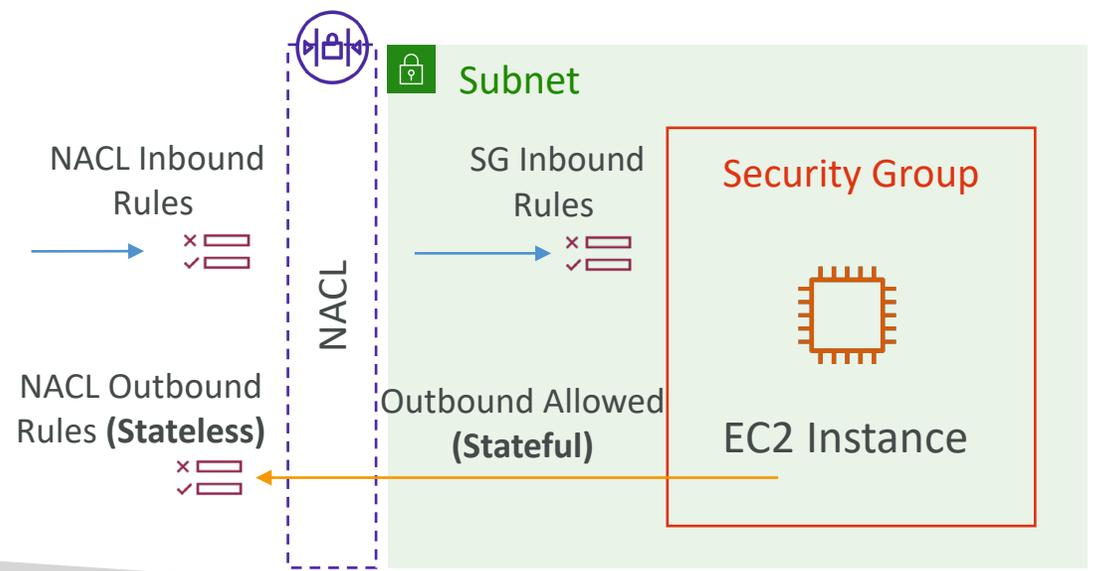 Subnet
NACL Inbound
Rules
SG Inbound
Rules
Security Group
NACL
NACL Outbound
Rules (Stateless)
Outbound Allowed
(Stateful)
EC2 Instance